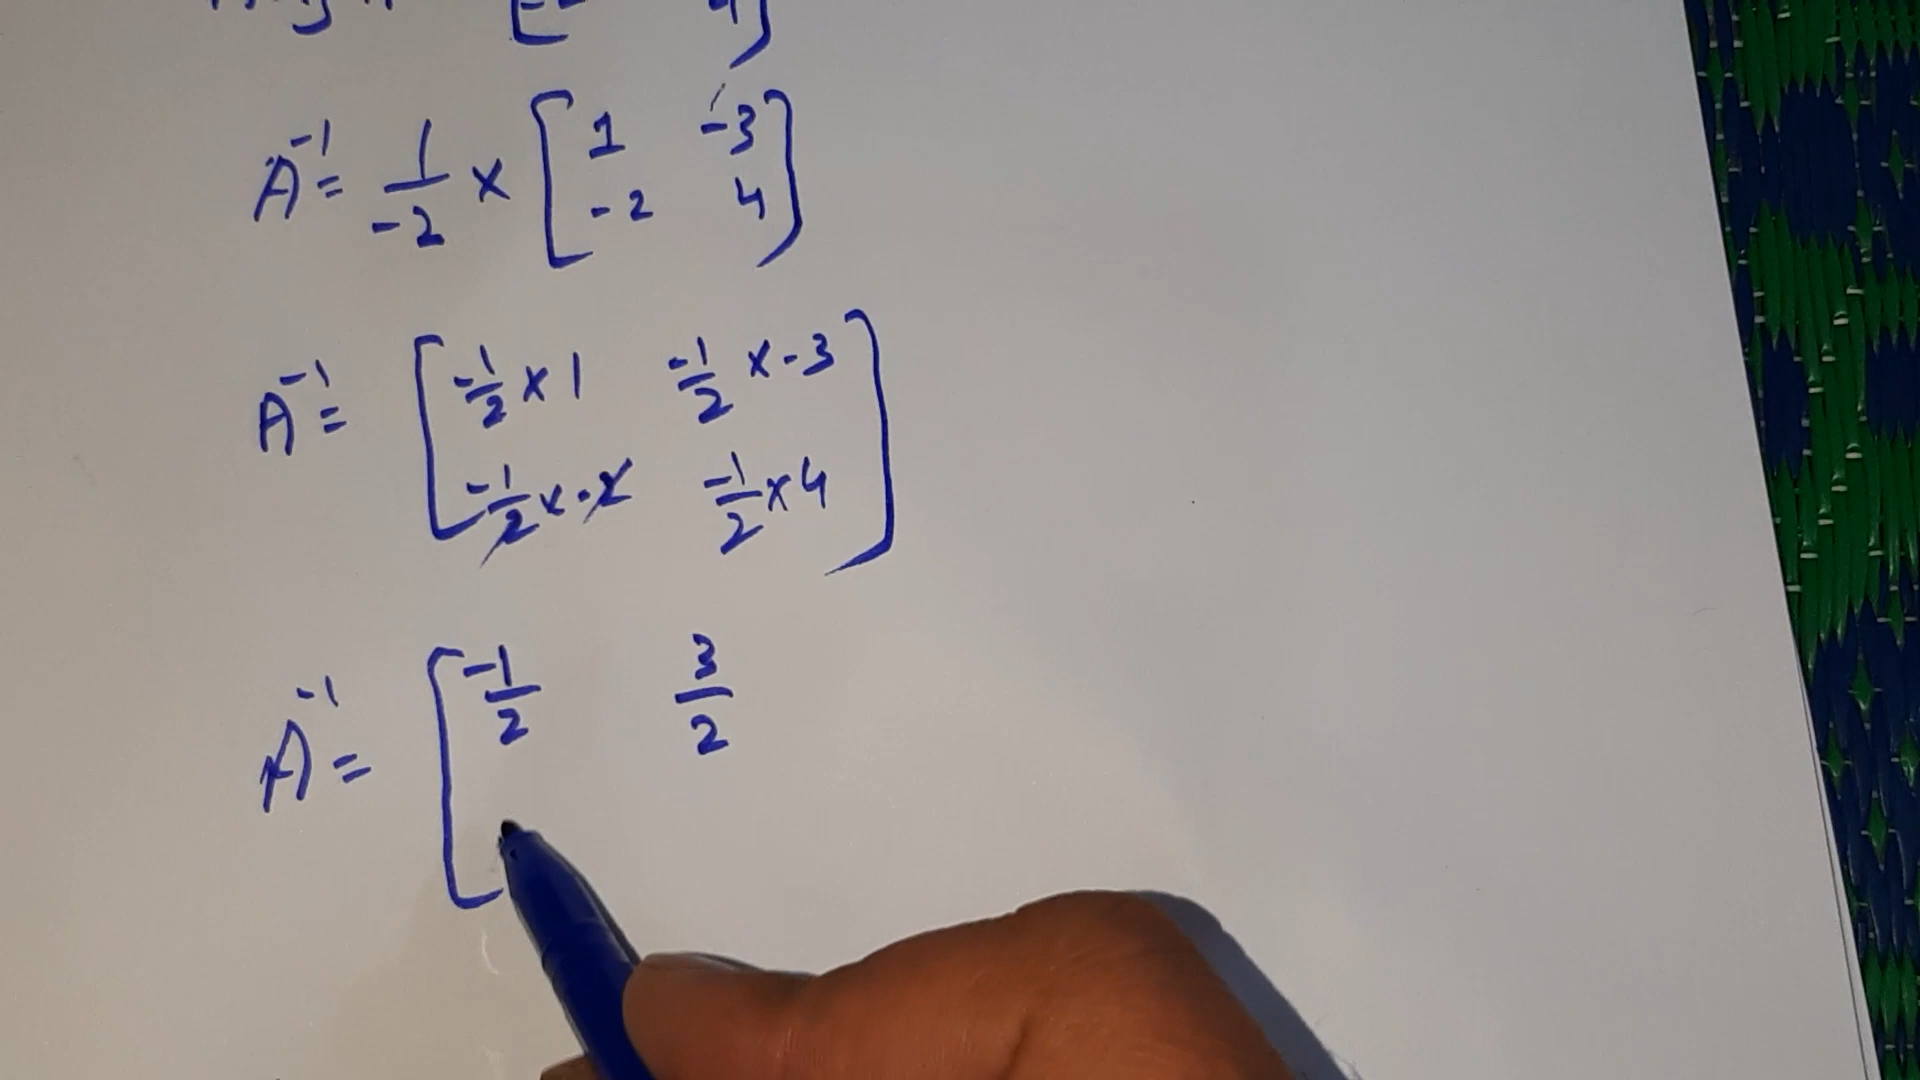 A⁻¹ = 1/-2 × [1 -3
-2 4]
A⁻¹ = [-1/2 × 1 -1/2 × -3
-1/2 × -2 -1/2 × 4]
A⁻¹ = [-1/2 3/2